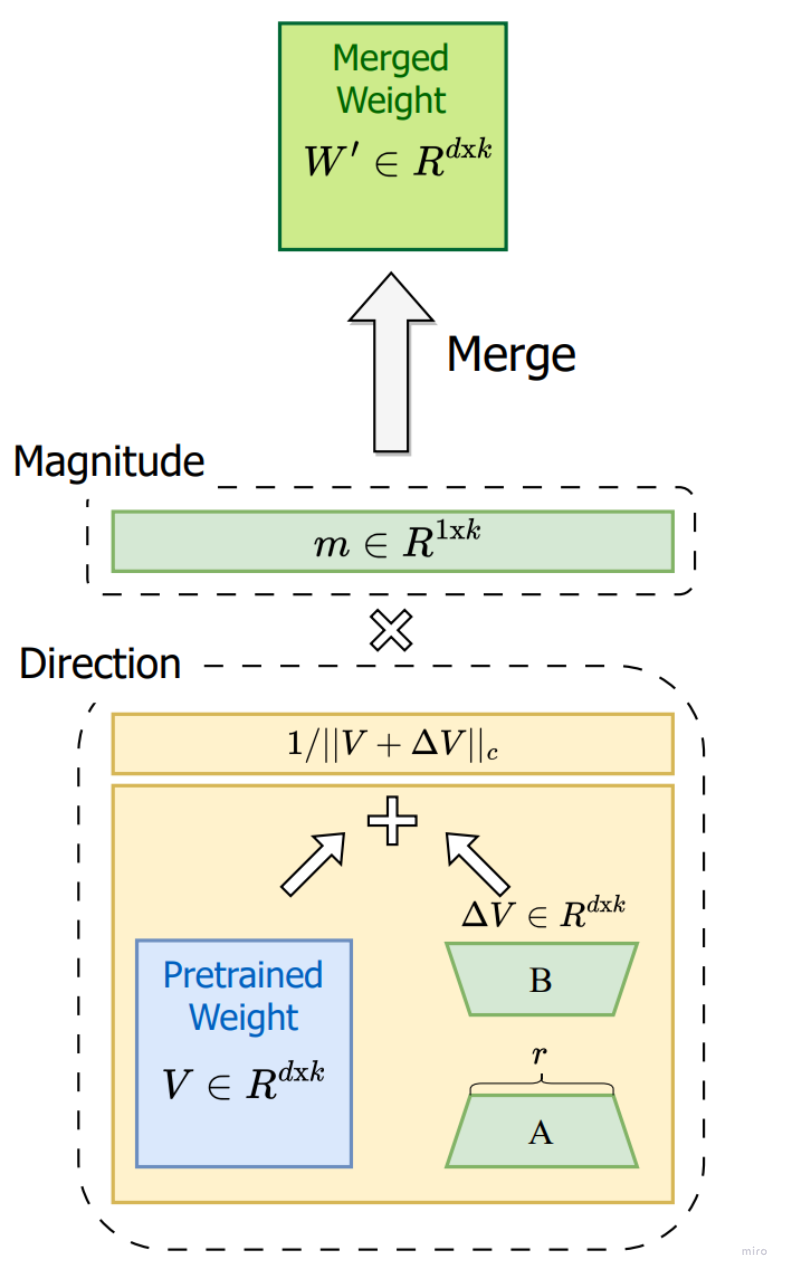 Merged
Weight
W′ ∈ R^{dxk}
Merge
Magnitude
m ∈ R^{1xk}
Direction
1/||V + ΔV||_c
ΔV ∈ R^{dxk}
Pretrained
Weight
V ∈ R^{dxk}
B
r
A
miro